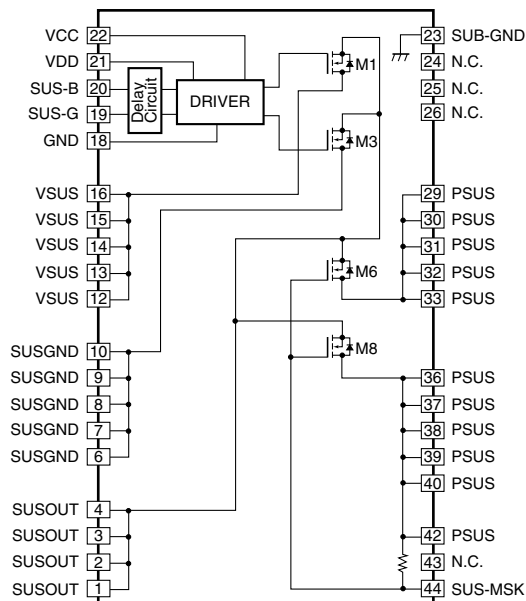 VCC 22
VDD 21
SUS-B 20
SUS-G 19
GND 18
Delay
Circuit
DRIVER
M1
M3
VSUS 16
VSUS 15
VSUS 14
VSUS 13
VSUS 12
M6
M8
SUSGND 10
SUSGND 9
SUSGND 8
SUSGND 7
SUSGND 6
SUSOUT 4
SUSOUT 3
SUSOUT 2
SUSOUT 1
23 SUB-GND
24 N.C.
25 N.C.
26 N.C.
29 PSUS
30 PSUS
31 PSUS
32 PSUS
33 PSUS
36 PSUS
37 PSUS
38 PSUS
39 PSUS
40 PSUS
42 PSUS
43 N.C.
44 SUS-MSK